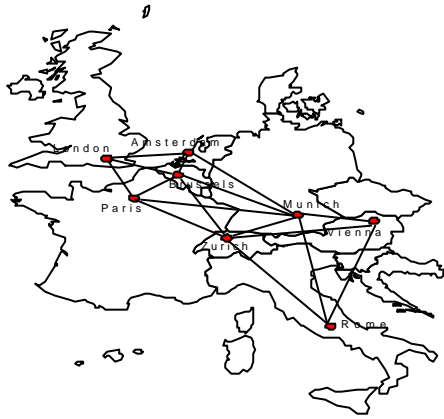 Amsterdam
London
Brussels
Paris
Munich
Vienna
Zurich
Rome